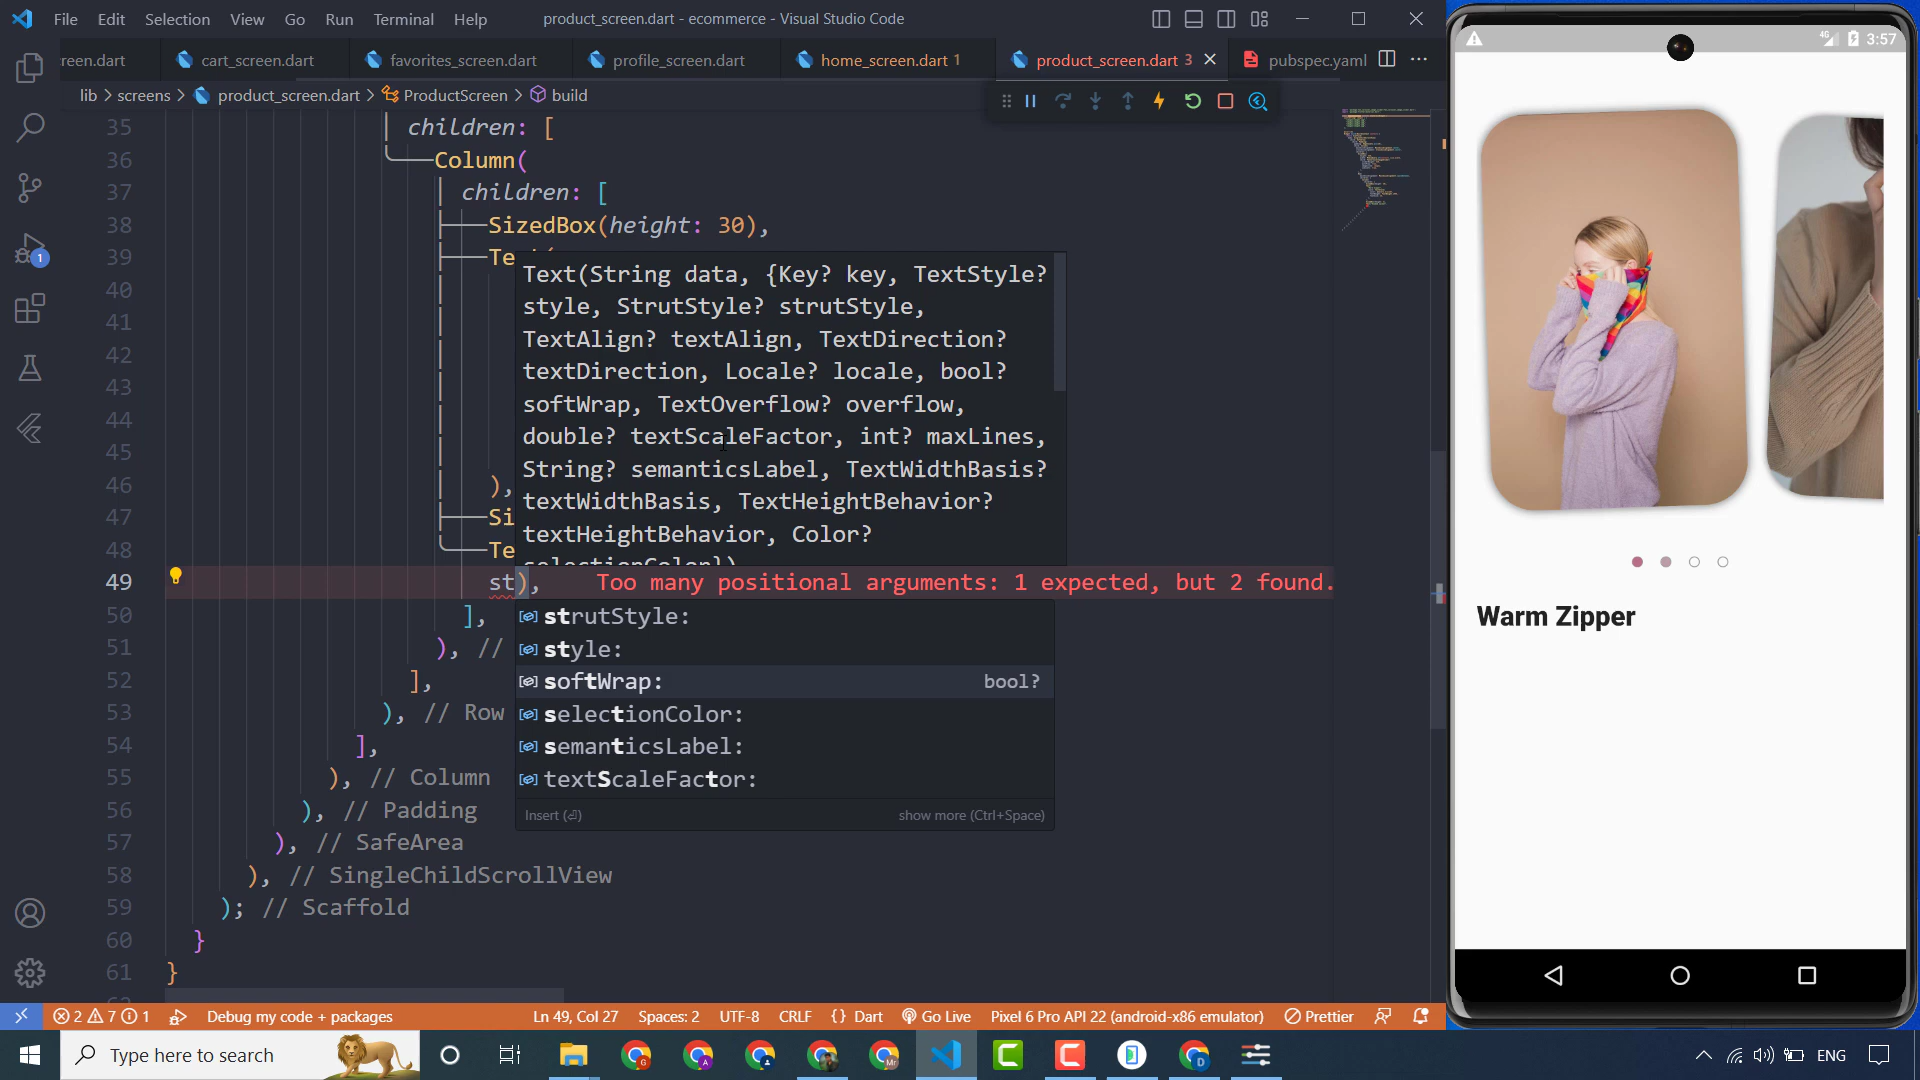 File Edit Selection View Go Run Terminal Help
product_screen.dart - ecommerce - Visual Studio Code
reen.dart
cart_screen.dart
favorites_screen.dart
profile_screen.dart
home_screen.dart 1
product_screen.dart 3
pubspec.yaml
lib > screens > product_screen.dart > ProductScreen > build
35 children: [
36 Column(
37 children: [
38 SizedBox(height: 30),
39 Text(
40
41
42
43
44
45
46 ),
47 Si
48 Te
49 st), Too many positional arguments: 1 expected, but 2 found.
50 ],
51 ), //
52 ],
53 ), // Row
54 ],
55 ), // Column
56 ), // Padding
57 ), // SafeArea
58 ), // SingleChildScrollView
59 ); // Scaffold
60 }
61 }
Text(String data, {Key? key, TextStyle?
style, StrutStyle? strutStyle,
TextAlign? textAlign, TextDirection?
textDirection, Locale? locale, bool?
softWrap, TextOverflow? overflow,
double? textScaleFactor, int? maxLines,
String? semanticsLabel, TextWidthBasis?
textWidthBasis, TextHeightBehavior?
textHeightBehavior, Color?
selectionColor})
strutStyle:
style:
softWrap: bool?
selectionColor:
semanticsLabel:
textScaleFactor:
Insert (⏎) show more (Ctrl+Space)
1
2 7 1
Debug my code + packages
Ln 49, Col 27
Spaces: 2
UTF-8
CRLF
{} Dart
Go Live
Pixel 6 Pro API 22 (android-x86 emulator)
Prettier
4G 3:57
Warm Zipper
Type here to search
ENG